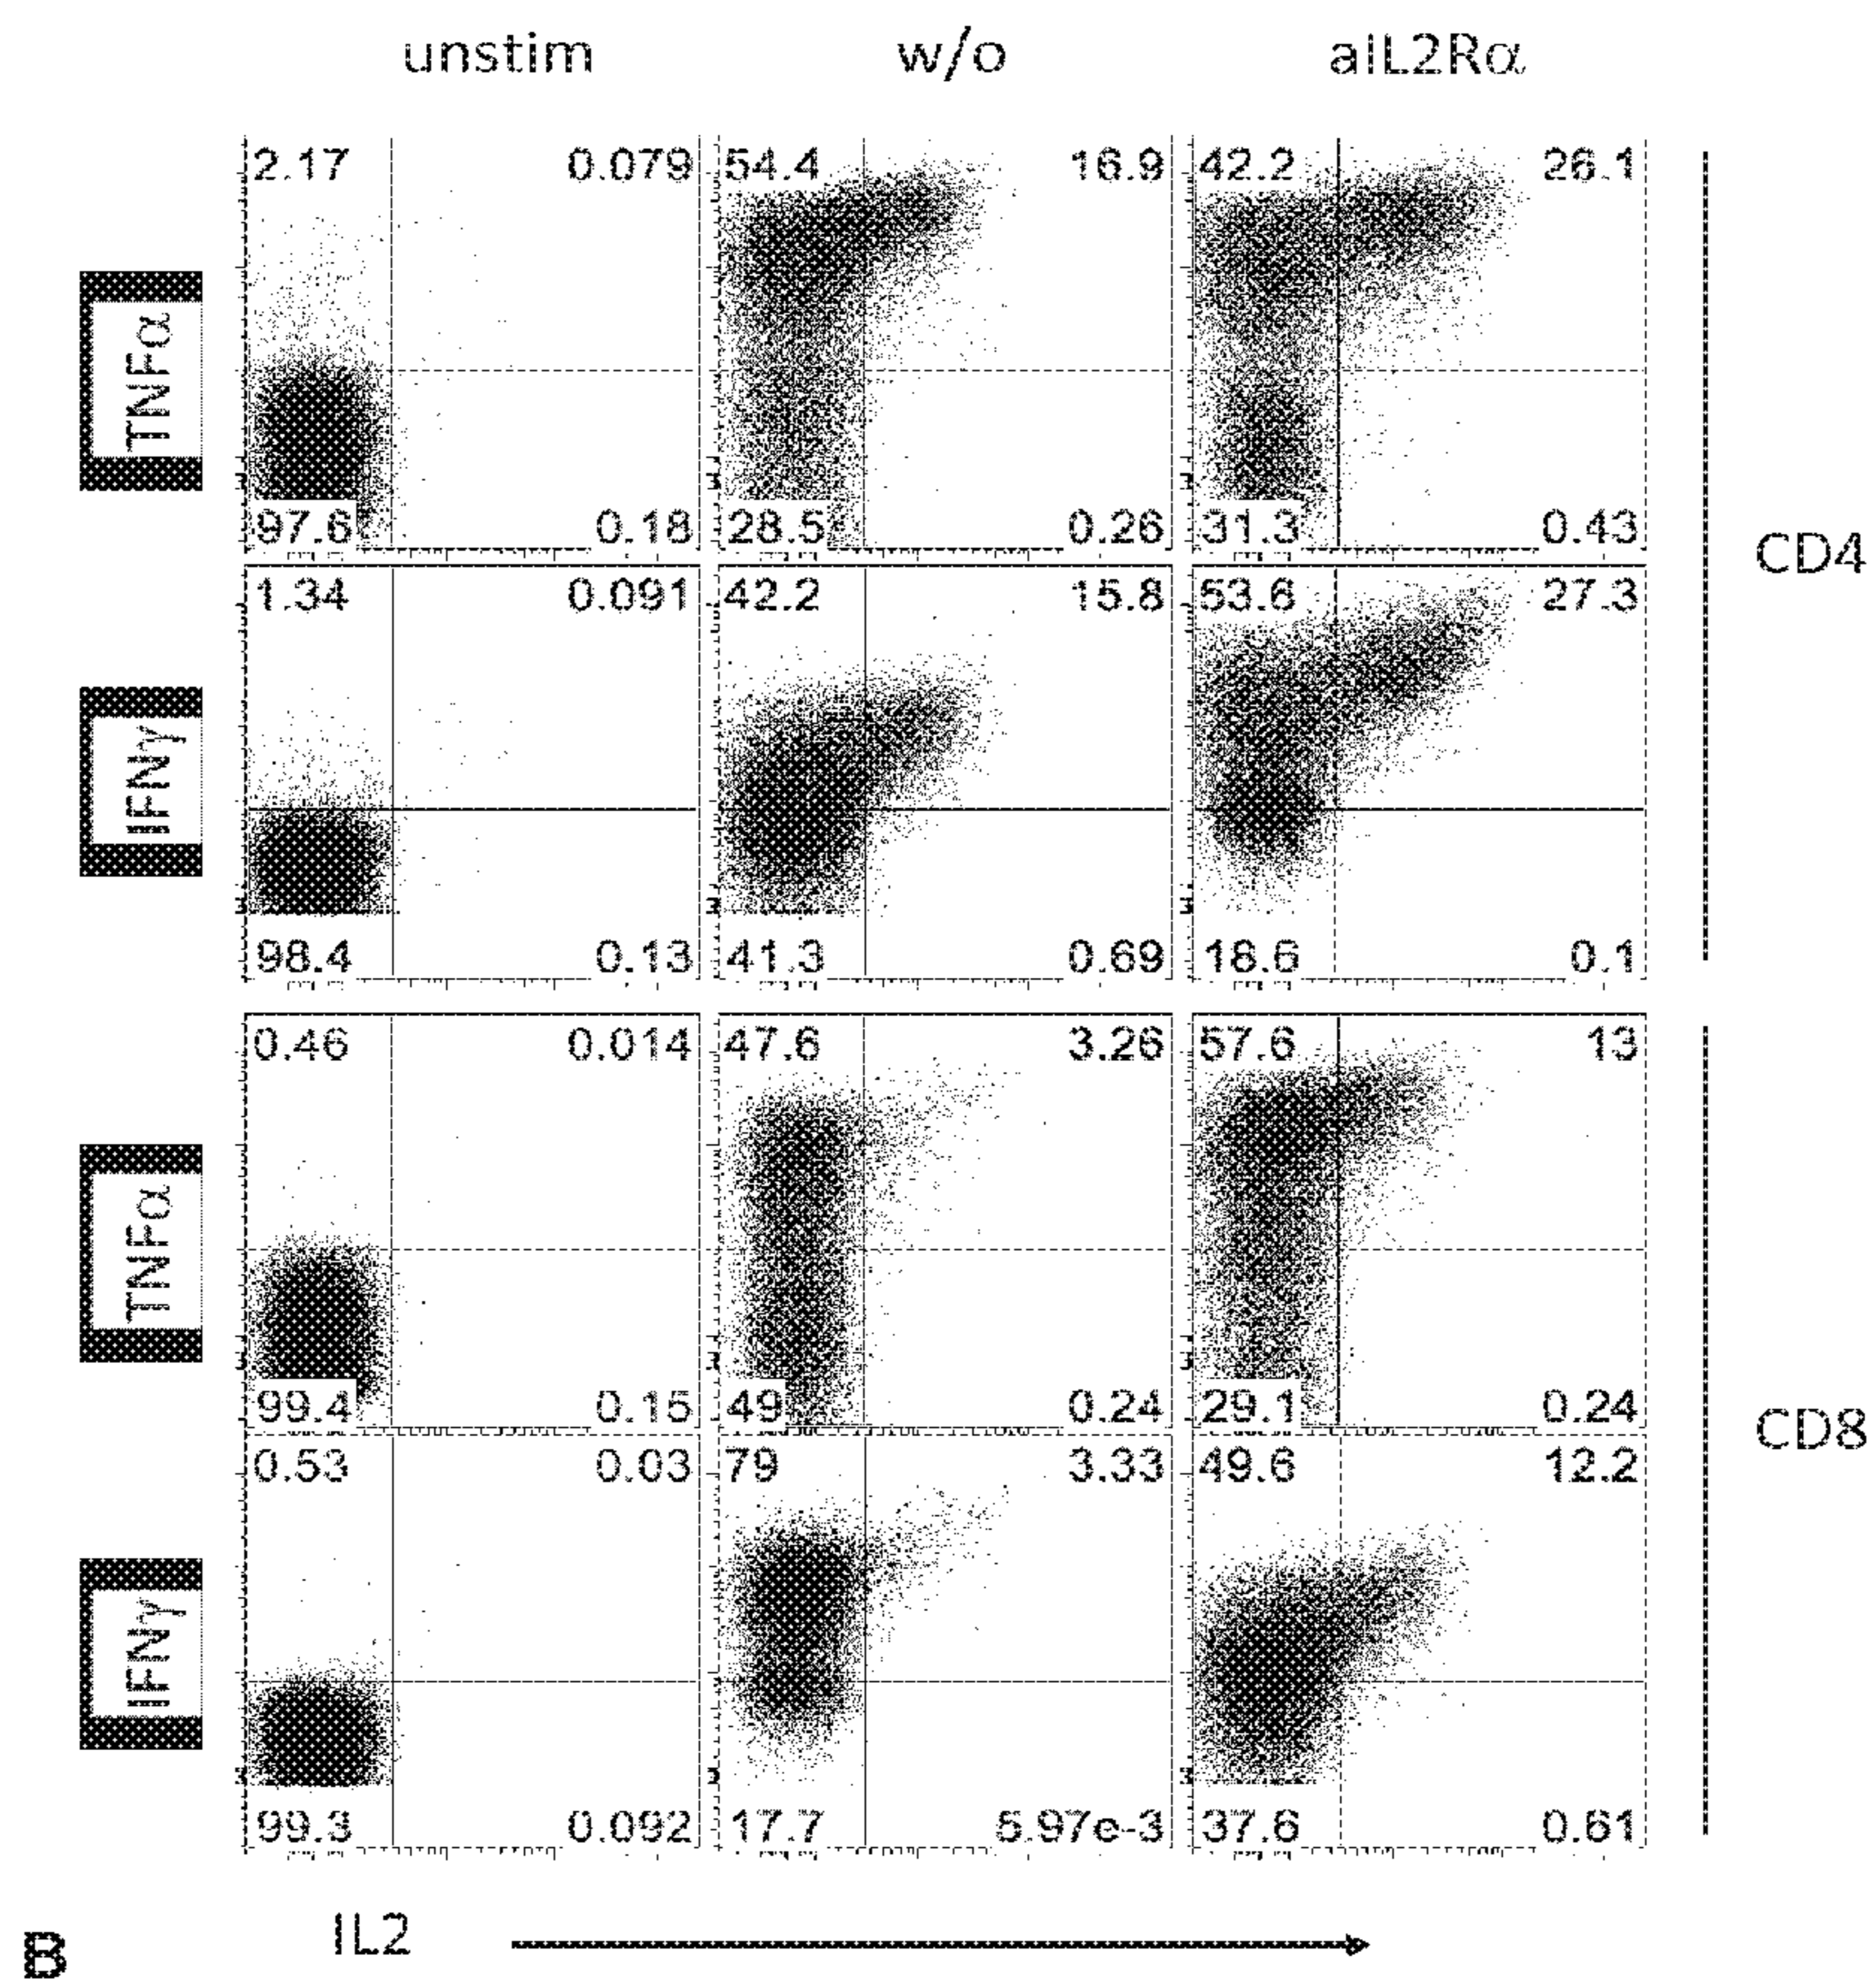 unstim w/o aIL2Rα
2.17 0.079 54.4 16.9 42.2 26.1
TNFα
97.6 0.18 28.5 0.26 31.3 0.43
CD4
1.34 0.091 42.2 15.8 53.6 27.3
IFNγ
98.4 0.13 41.3 0.69 18.6 0.1
0.46 0.014 47.6 3.26 57.6 13
TNFα
99.4 0.15 49 0.24 29.1 0.24
CD8
0.53 0.03 79 3.33 49.6 12.2
IFNγ
99.3 0.092 17.7 5.97e-3 37.6 0.61
IL2
B